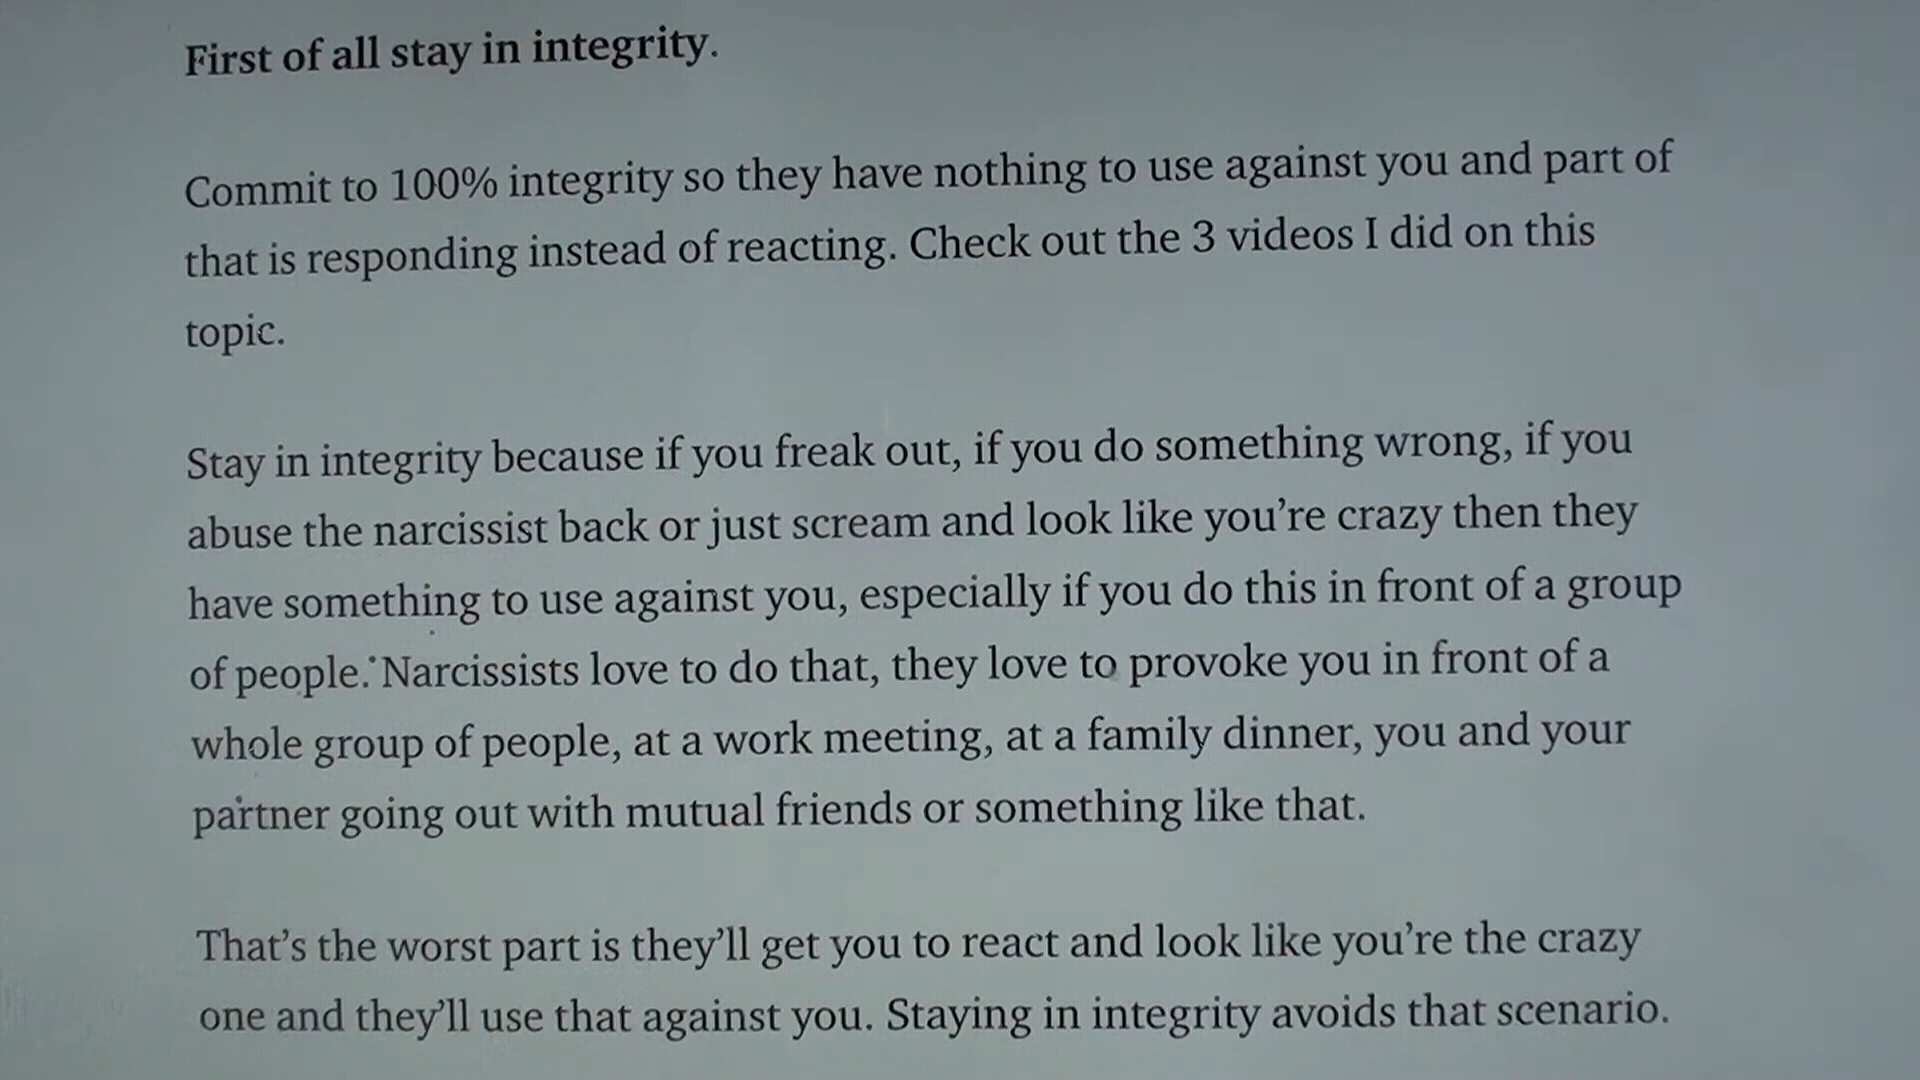 First of all stay in integrity.
Commit to 100% integrity so they have nothing to use against you and part of
that is responding instead of reacting. Check out the 3 videos I did on this
topic.
Stay in integrity because if you freak out, if you do something wrong, if you
abuse the narcissist back or just scream and look like you’re crazy then they
have something to use against you, especially if you do this in front of a group
of people. Narcissists love to do that, they love to provoke you in front of a
whole group of people, at a work meeting, at a family dinner, you and your
partner going out with mutual friends or something like that.
That’s the worst part is they’ll get you to react and look like you’re the crazy
one and they’ll use that against you. Staying in integrity avoids that scenario.